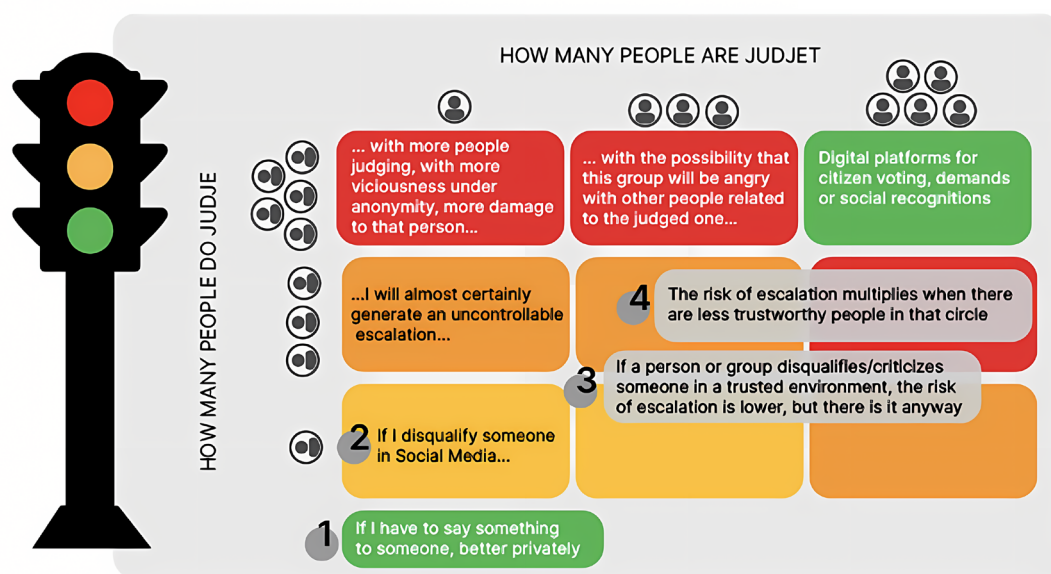 HOW MANY PEOPLE ARE JUDJET
HOW MANY PEOPLE DO JUDJE
... with more people
judging, with more
viciousness under
anonymity, more damage
to that person...
... with the possibility that
this group will be angry
with other people related
to the judged one...
Digital platforms for
citizen voting, demands
or social recognitions
...I will almost certainly
generate an uncontrollable
escalation...
4
The risk of escalation multiplies when there
are less trustworthy people in that circle
3
If a person or group disqualifies/criticizes
someone in a trusted environment, the risk
of escalation is lower, but there is it anyway
2
If I disqualify someone
in Social Media...
1
If I have to say something
to someone, better privately